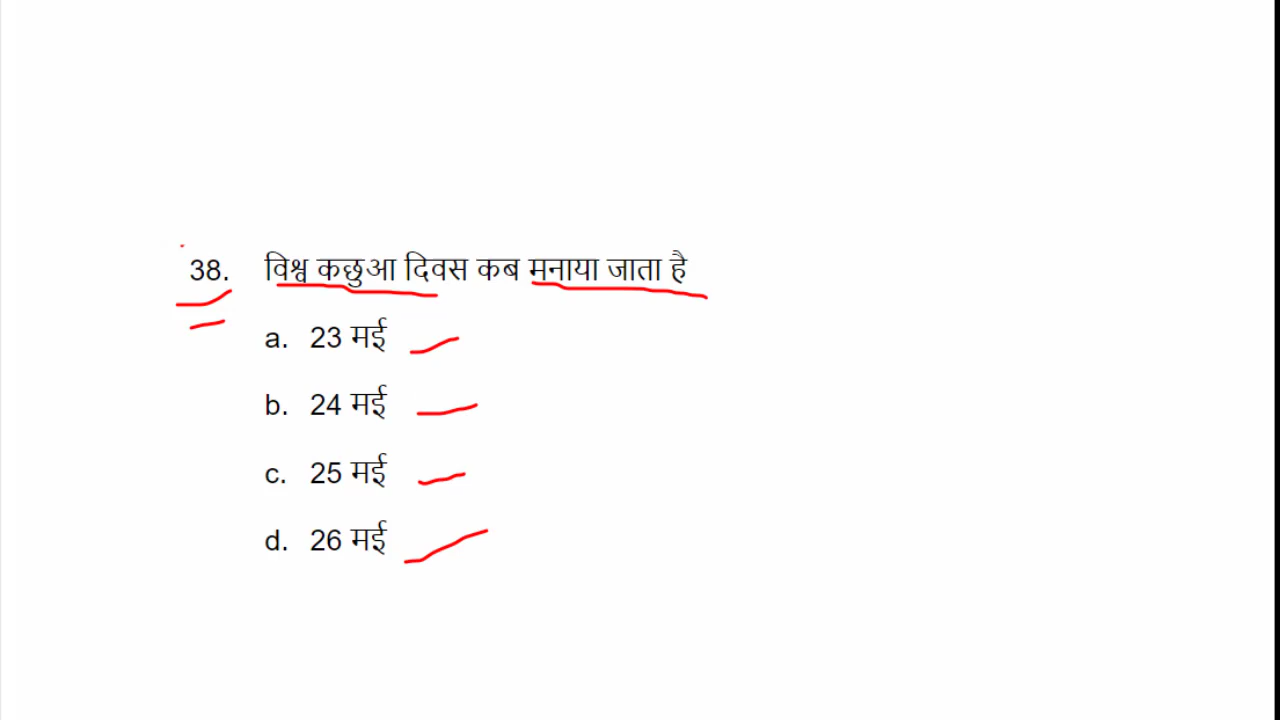 38. विश्व कछुआ दिवस कब मनाया जाता है
a. 23 मई
b. 24 मई
c. 25 मई
d. 26 मई